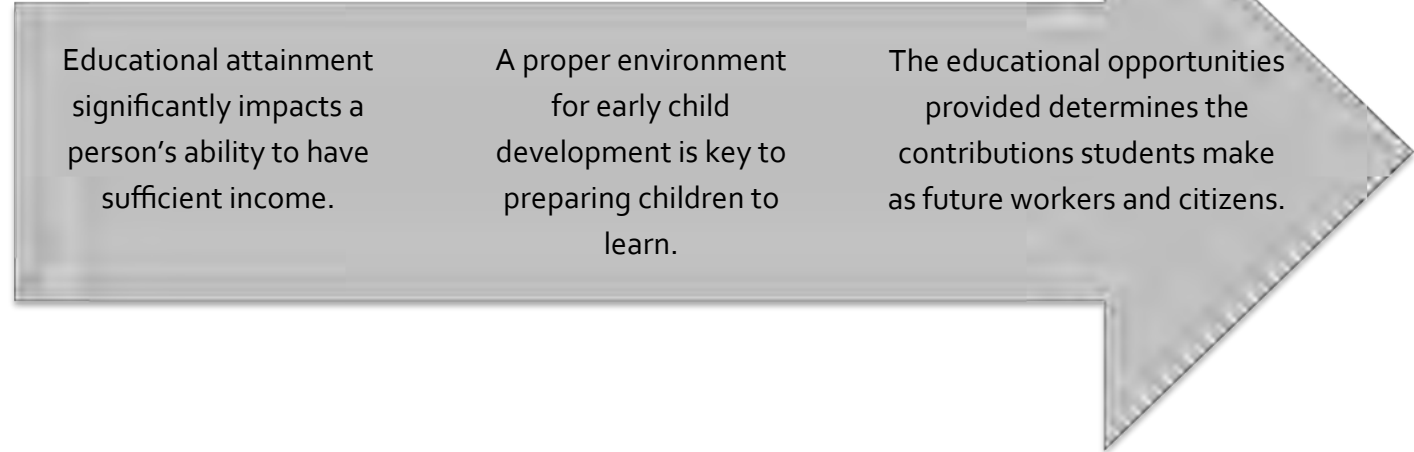 Educational attainment
significantly impacts a
person’s ability to have
sufficient income.
A proper environment
for early child
development is key to
preparing children to
learn.
The educational opportunities
provided determines the
contributions students make
as future workers and citizens.